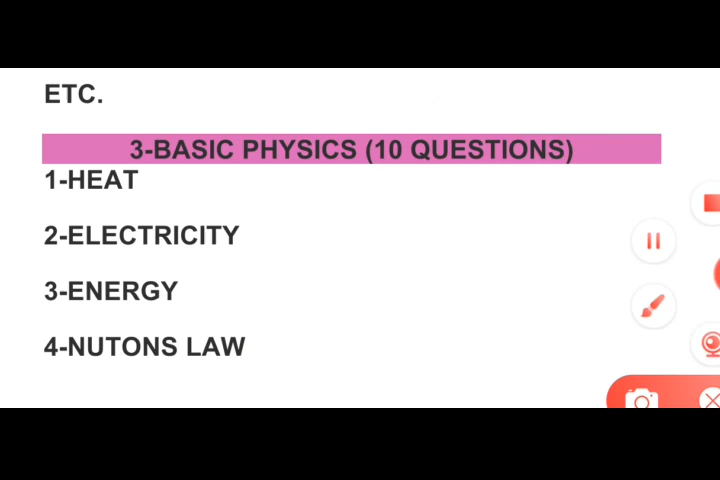 ETC.
3-BASIC PHYSICS (10 QUESTIONS)
1-HEAT
2-ELECTRICITY
3-ENERGY
4-NUTONS LAW